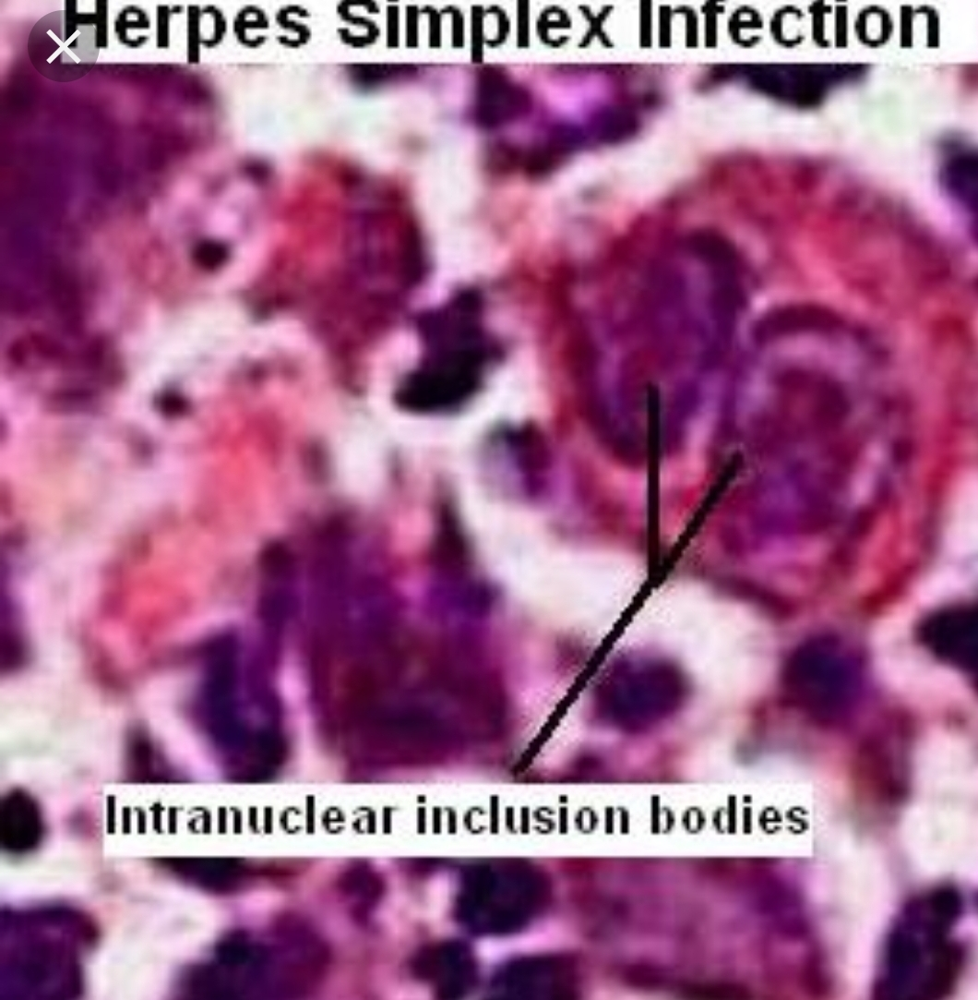 Herpes Simplex Infection
Intranuclear inclusion bodies